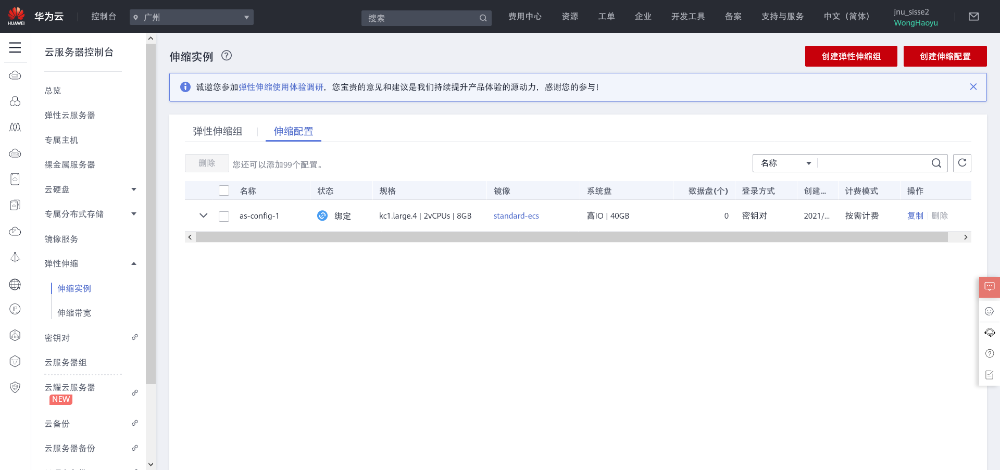 HUAWEI
华为云
控制台
广州
搜索
费用中心
资源
工单
企业
开发工具
备案
支持与服务
中文（简体）
jnu_sisse2
WongHaoyu
云服务器控制台
总览
弹性云服务器
专属主机
裸金属服务器
云硬盘
专属分布式存储
镜像服务
弹性伸缩
伸缩实例
伸缩带宽
密钥对
云服务器组
云耀云服务器
NEW
云备份
云服务器备份
伸缩实例
创建弹性伸缩组
创建伸缩配置
诚邀您参加弹性伸缩使用体验调研，您宝贵的意见和建议是我们持续提升产品体验的源动力，感谢您的参与！
弹性伸缩组
伸缩配置
删除
您还可以添加99个配置。
名称
名称 状态 规格 镜像 系统盘 数据盘(个) 登录方式 创建... 计费模式 操作
as-config-1 绑定 kc1.large.4 | 2vCPUs | 8GB standard-ecs 高IO | 40GB 0 密钥对 2021/... 按需计费 复制 删除